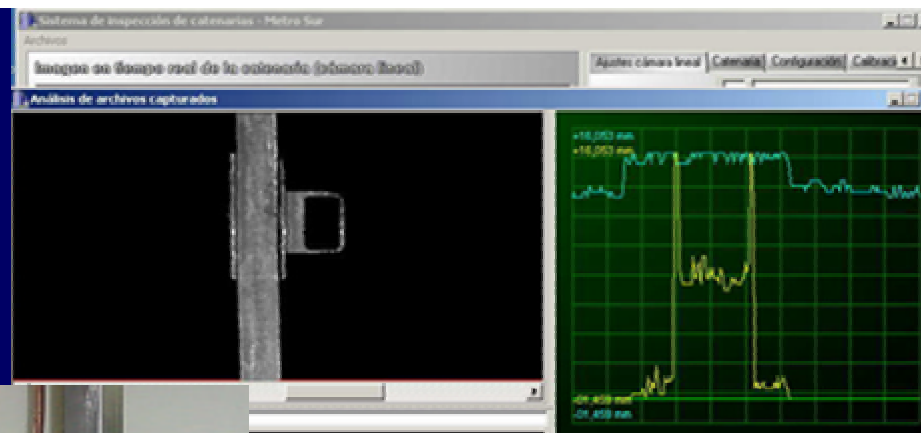 Sistema de inspección de catenarias - Metro Sur
Archivos
Imagen en tiempo real de la catenaria (cámara lineal)
Ajustes cámara lineal Catenaria Configuración Calibraci
Análisis de archivos capturados
+16,053 mm
+16,053 mm
-01,459 mm
-01,459 mm